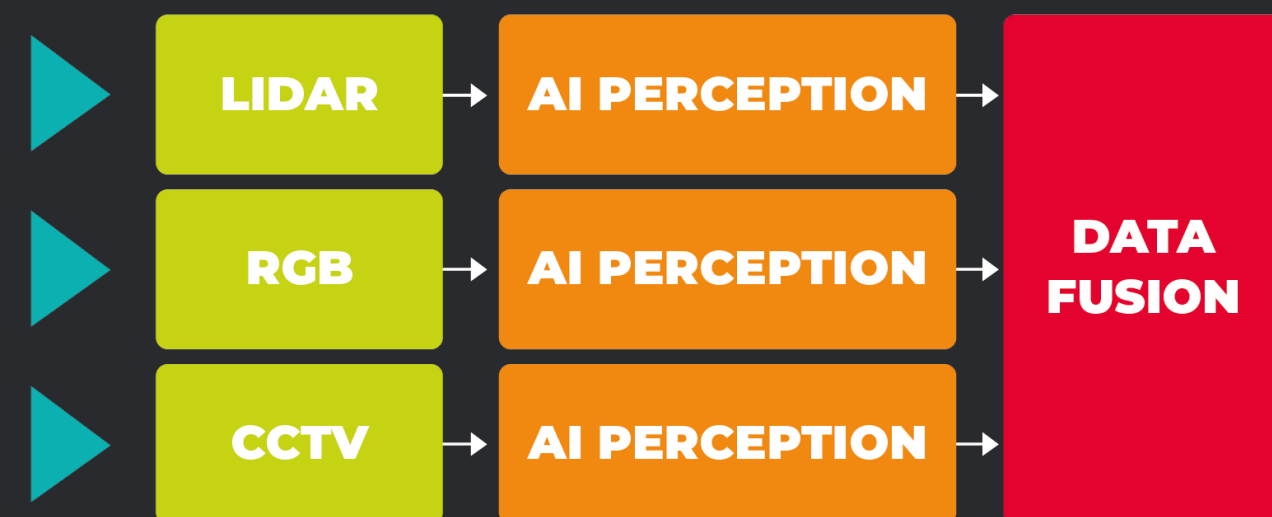 LIDAR
AI PERCEPTION
RGB
AI PERCEPTION
CCTV
AI PERCEPTION
DATA
FUSION